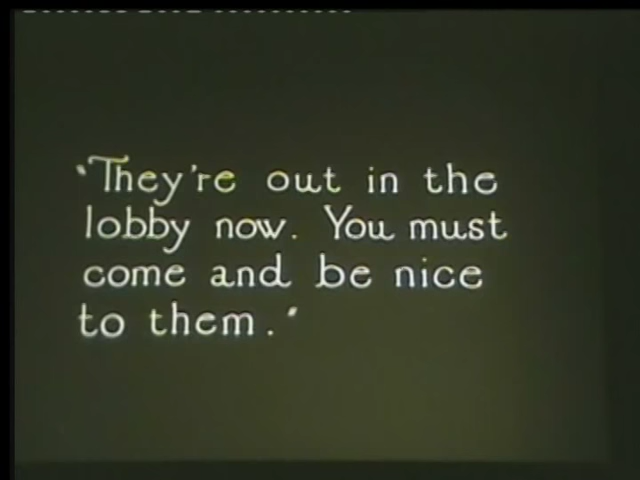 "They're out in the
lobby now. You must
come and be nice
to them."